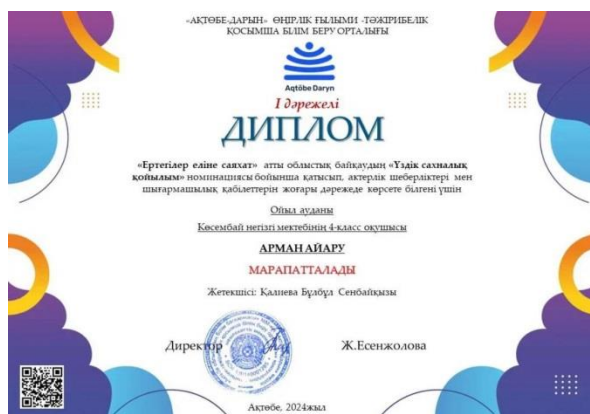 «АҚТӨБЕ-ДАРЫН» ӨҢІРЛІК ҒЫЛЫМИ -ТӘЖІРИБЕЛІК
ҚОСЫМША БІЛІМ БЕРУ ОРТАЛЫҒЫ
Aqtóbe Daryn
I дәрежелі
ДИПЛОМ
«Ертегілер еліне саяхат» атты облыстық байқаудың «Үздік сахналық
қойылым» номинациясы бойынша қатысып, актерлік шеберліктері мен
шығармашылық қабілеттерін жоғары дәрежеде көрсете білгені үшін
Ойыл ауданы
Көсембай негізгі мектебінің 4-класс оқушысы
АРМАН АЙАРУ
МАРАПАТТАЛАДЫ
Жетекшісі: Қалиева Бұлбұл Сенбайқызы
Директор Ж.Есенжолова
Ақтөбе, 2024жыл